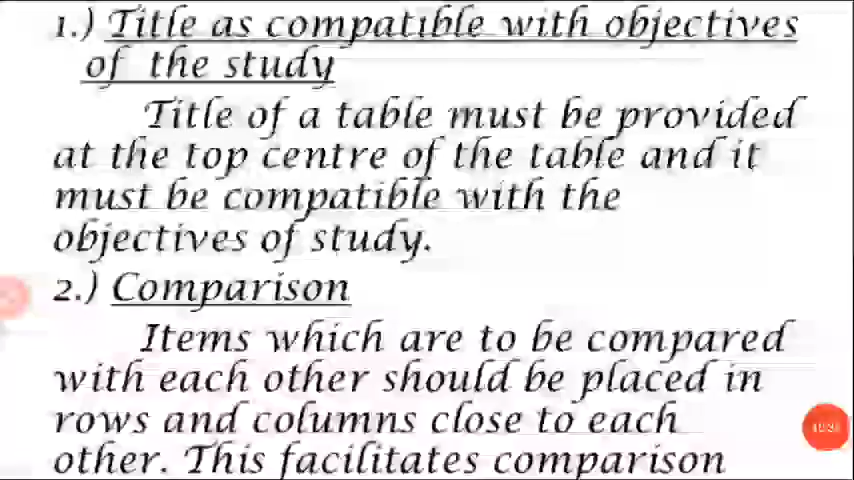 1.) Title as compatible with objectives
of the study
Title of a table must be provided
at the top centre of the table and it
must be compatible with the
objectives of study.
2.) Comparison
Items which are to be compared
with each other should be placed in
rows and columns close to each
other. This facilitates comparison